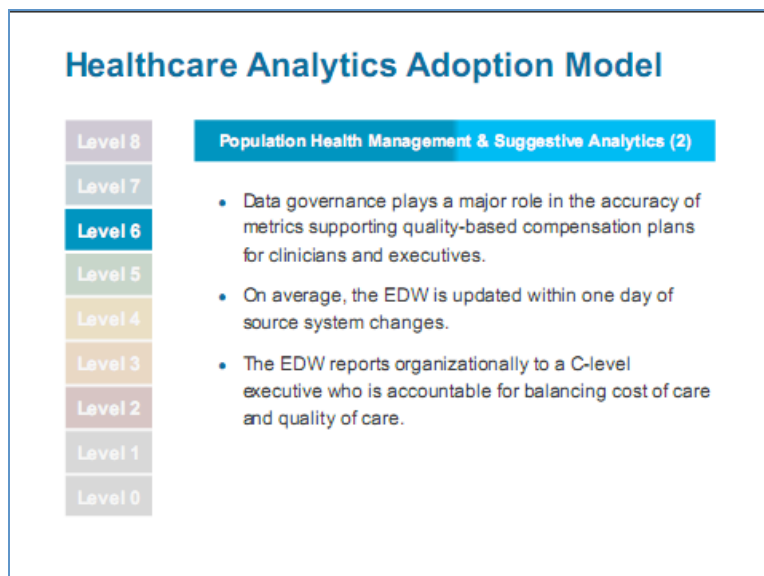 Healthcare Analytics Adoption Model
Level 8
Level 7
Level 6
Level 5
Level 4
Level 3
Level 2
Level 1
Level 0
Population Health Management & Suggestive Analytics (2)
• Data governance plays a major role in the accuracy of
metrics supporting quality-based compensation plans
for clinicians and executives.
• On average, the EDW is updated within one day of
source system changes.
• The EDW reports organizationally to a C-level
executive who is accountable for balancing cost of care
and quality of care.